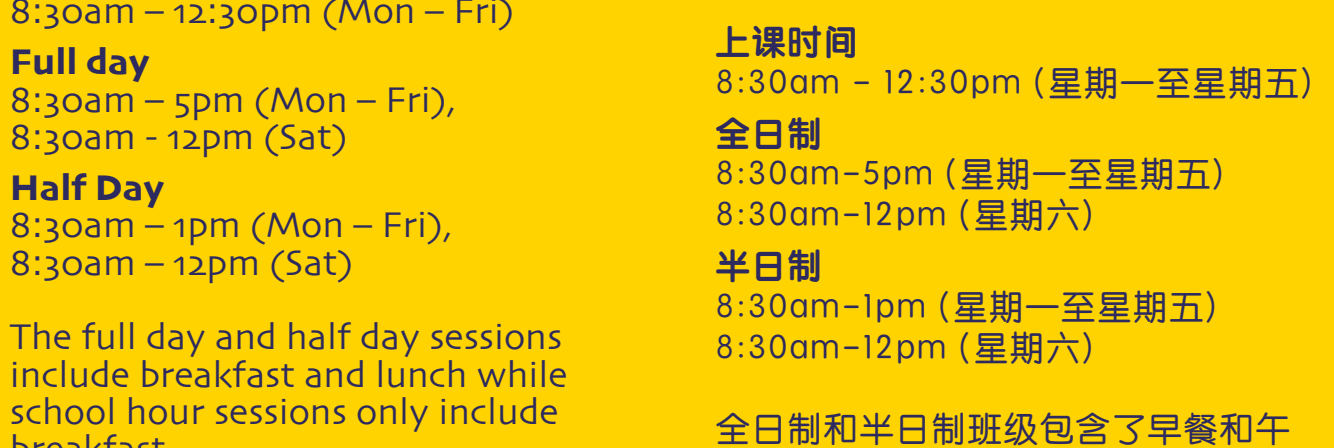 8:30am – 12:30pm (Mon – Fri)
Full day
8:30am – 5pm (Mon – Fri),
8:30am - 12pm (Sat)
Half Day
8:30am – 1pm (Mon – Fri),
8:30am – 12pm (Sat)
The full day and half day sessions
include breakfast and lunch while
school hour sessions only include
breakfast
上课时间
8:30am - 12:30pm (星期一至星期五)
全日制
8:30am-5pm (星期一至星期五)
8:30am-12pm (星期六)
半日制
8:30am-1pm (星期一至星期五)
8:30am-12pm (星期六)
全日制和半日制班级包含了早餐和午